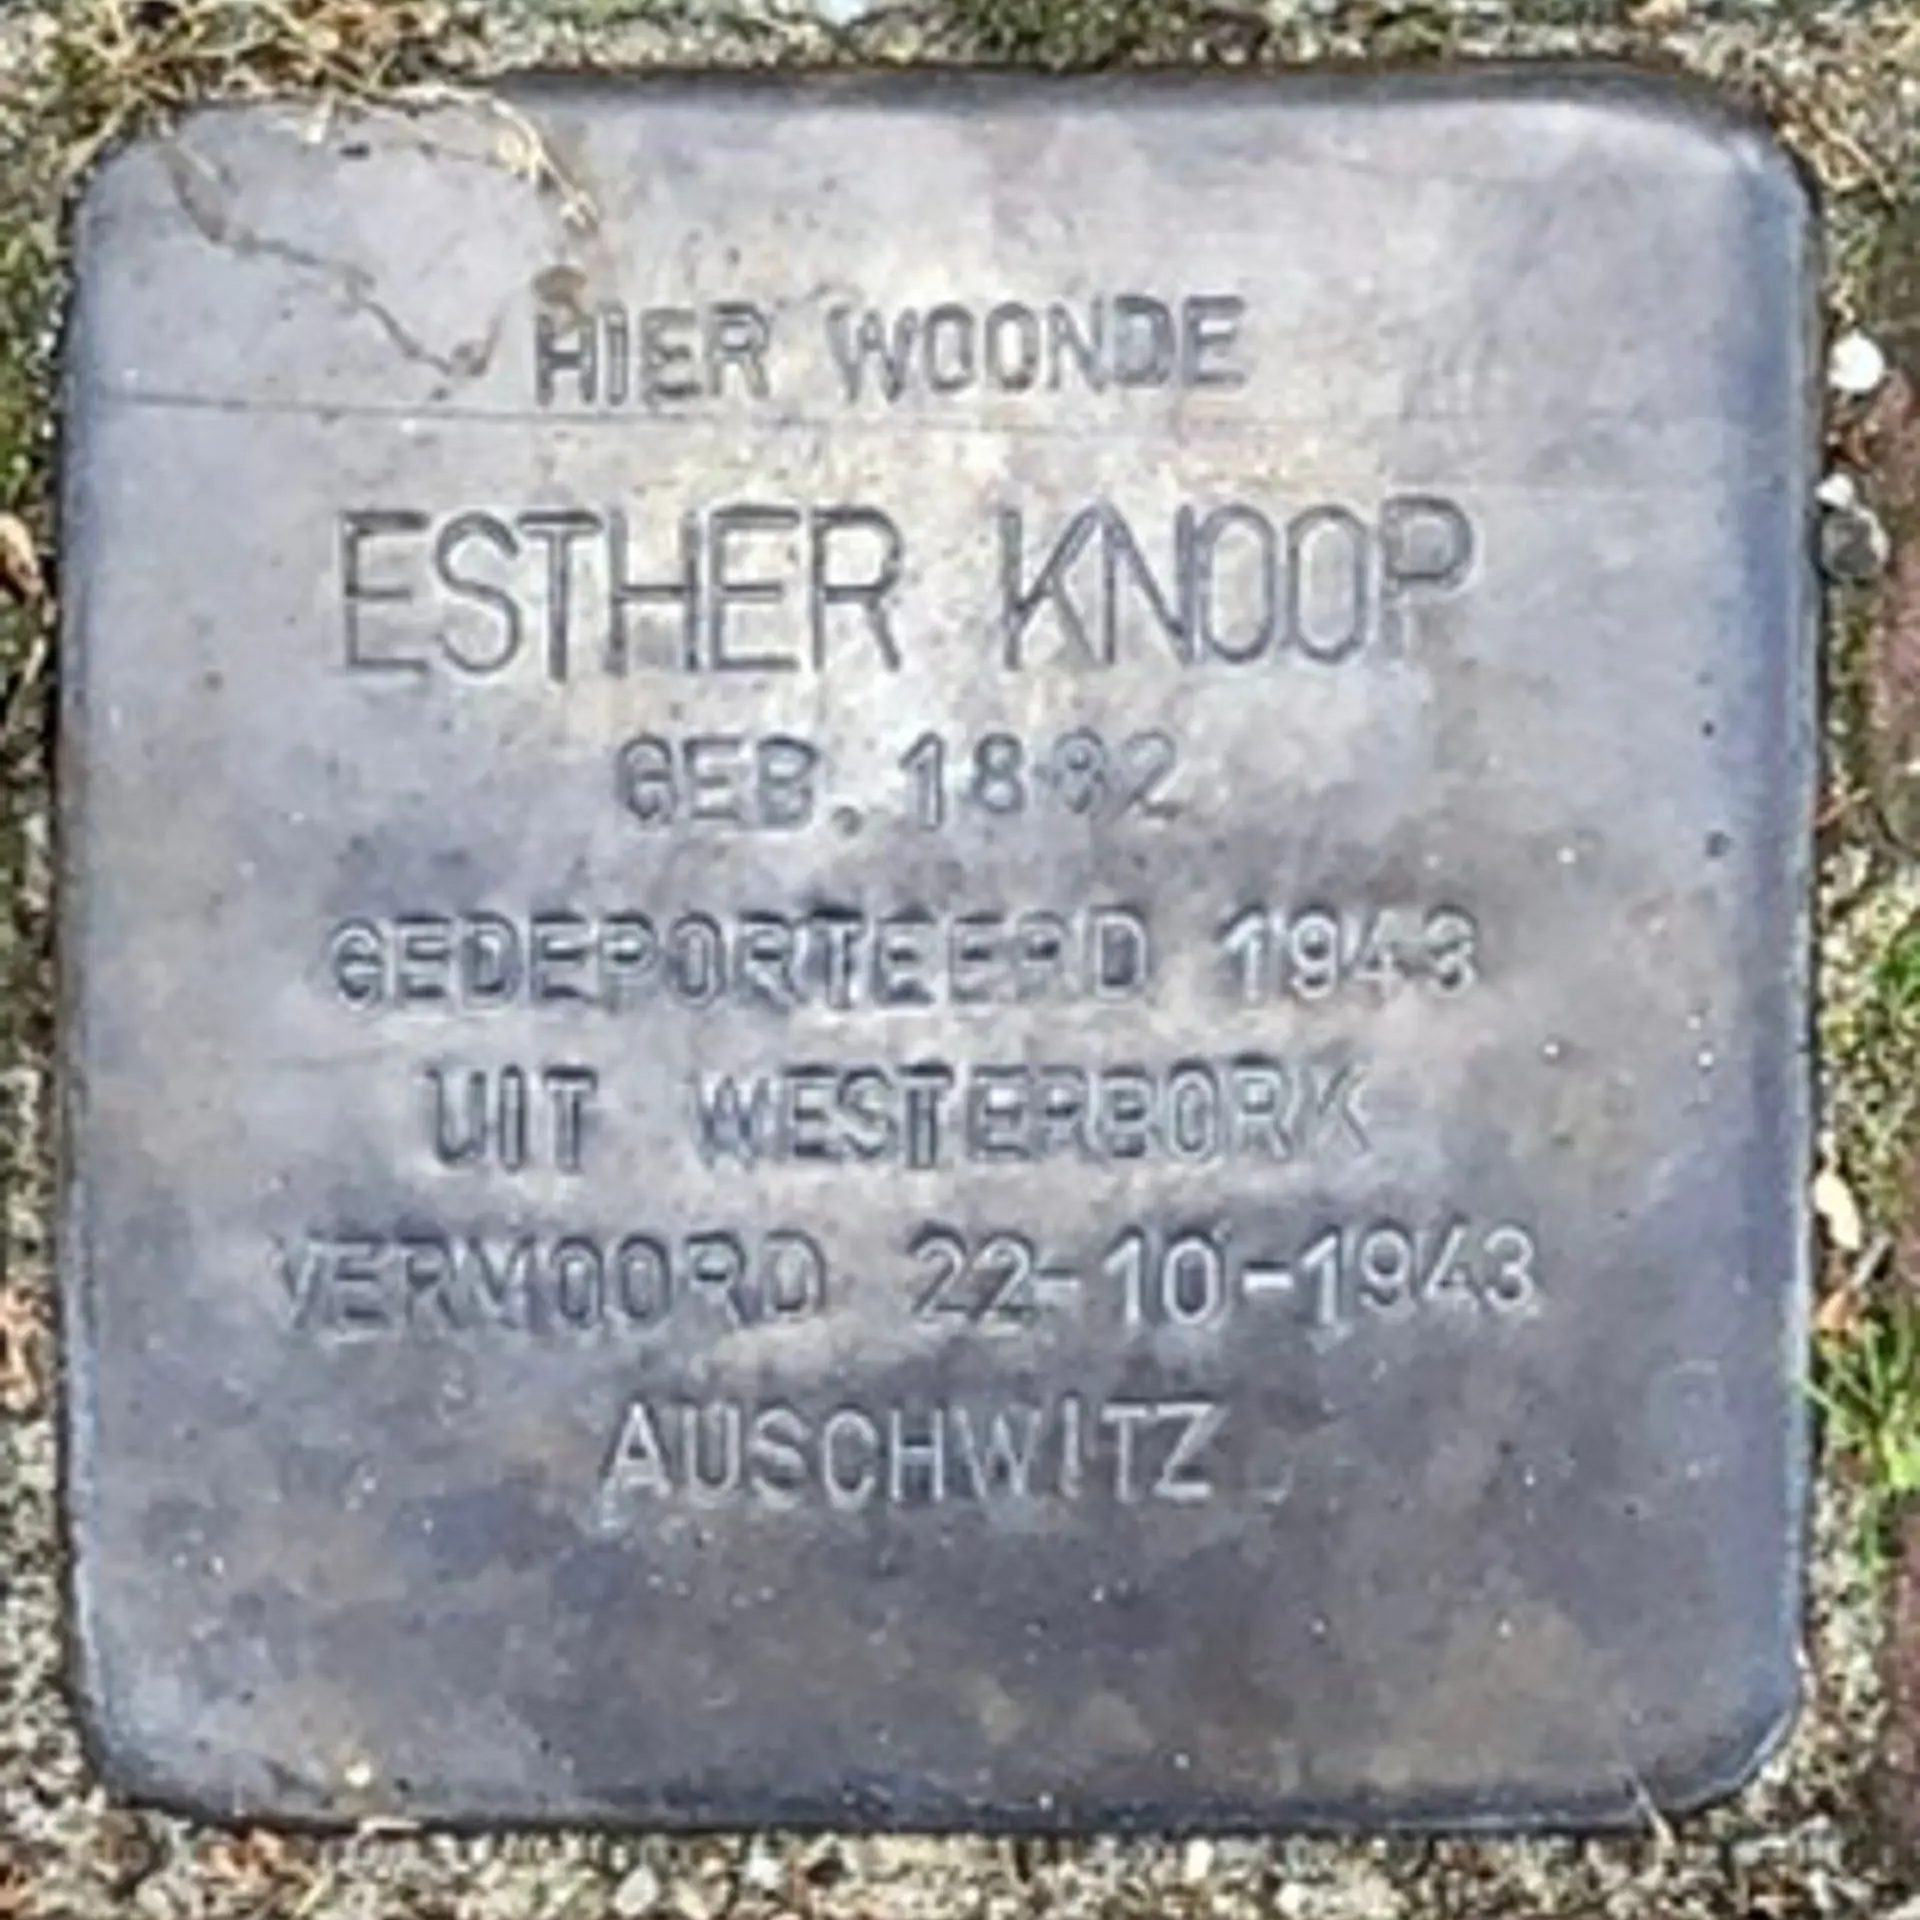 HIER WOONDE
ESTHER KNOOP
GEB. 1882
GEDEPORTEERD 1943
UIT WESTERBORK
VERMOORD 22-10-1943
AUSCHWITZ